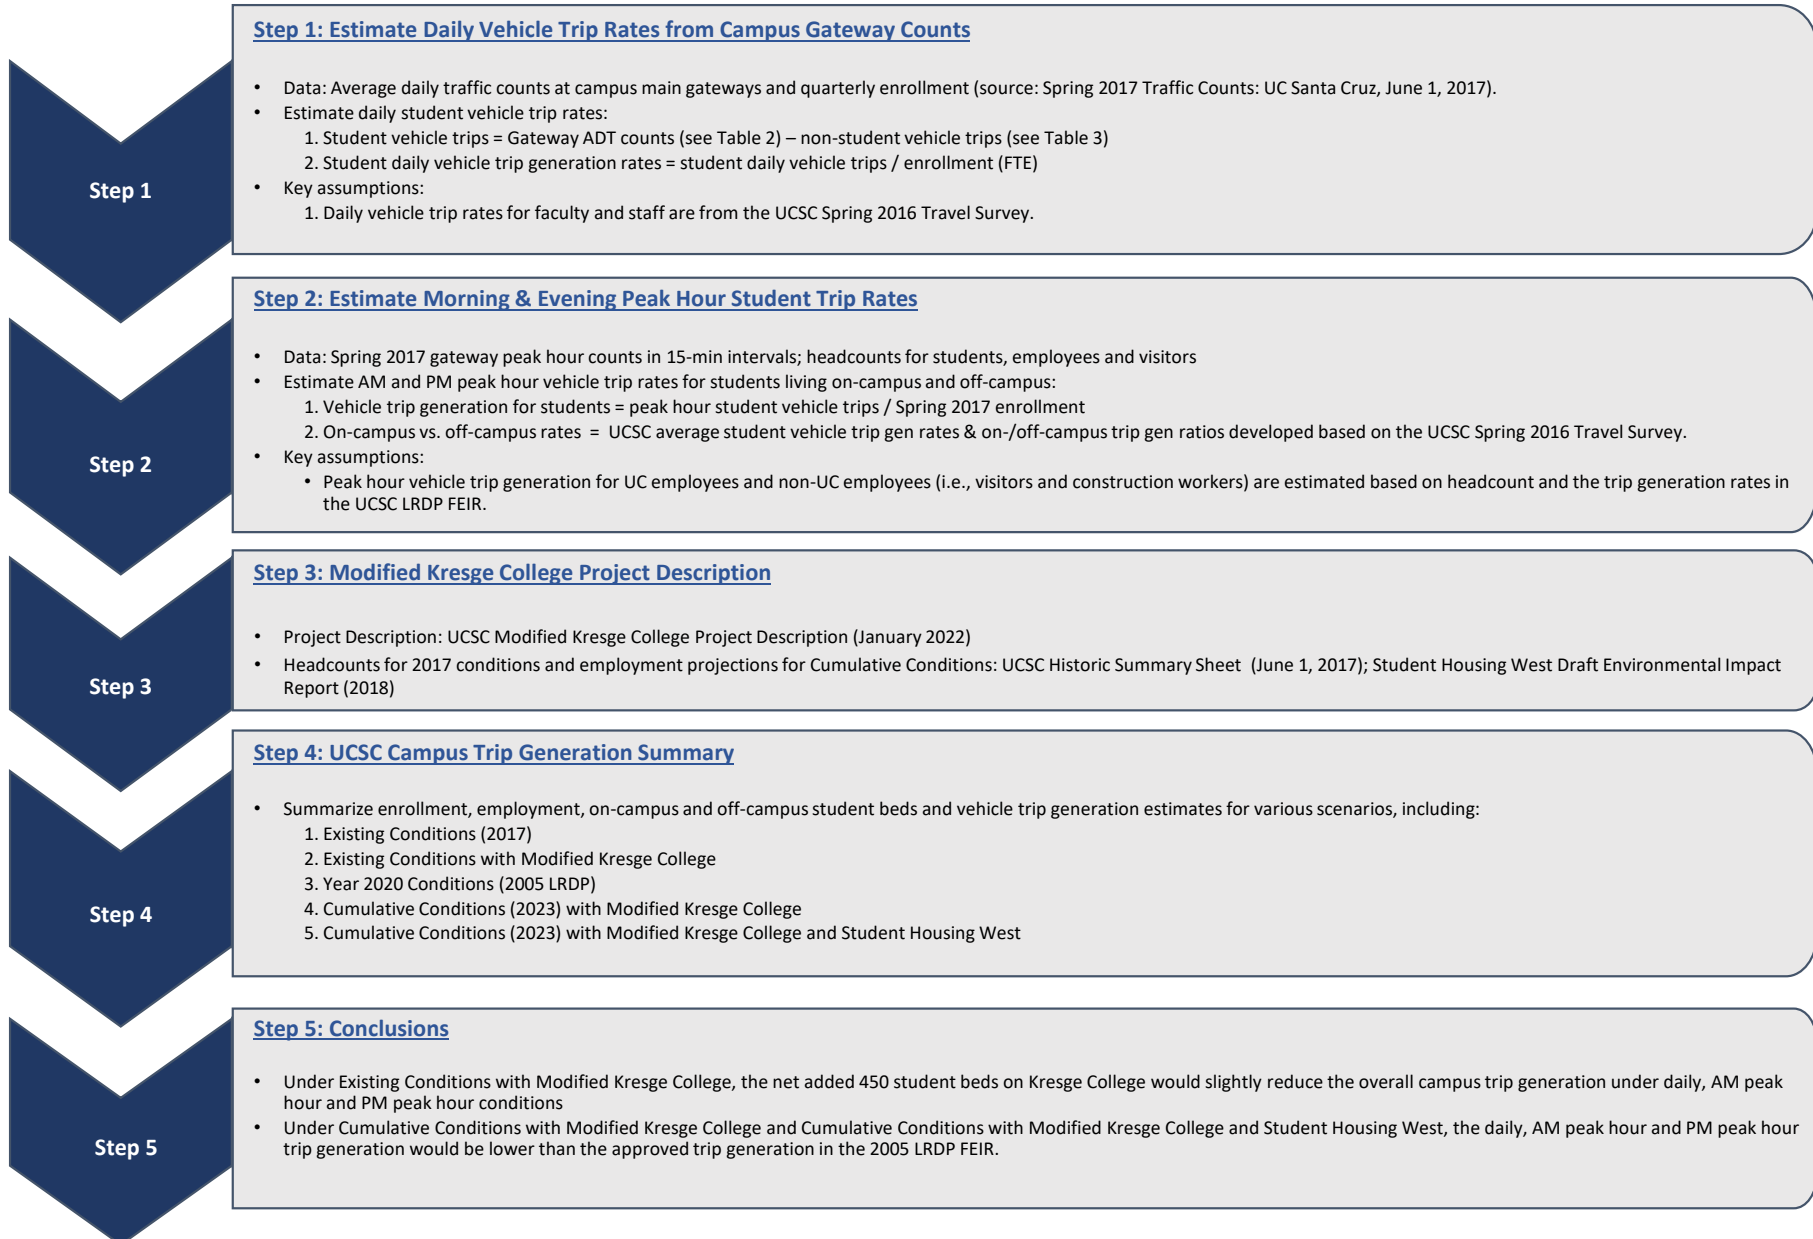 Step 1
Step 1: Estimate Daily Vehicle Trip Rates from Campus Gateway Counts
• Data: Average daily traffic counts at campus main gateways and quarterly enrollment (source: Spring 2017 Traffic Counts: UC Santa Cruz, June 1, 2017).
• Estimate daily student vehicle trip rates:
1. Student vehicle trips = Gateway ADT counts (see Table 2) – non-student vehicle trips (see Table 3)
2. Student daily vehicle trip generation rates = student daily vehicle trips / enrollment (FTE)
• Key assumptions:
1. Daily vehicle trip rates for faculty and staff are from the UCSC Spring 2016 Travel Survey.
Step 2
Step 2: Estimate Morning & Evening Peak Hour Student Trip Rates
• Data: Spring 2017 gateway peak hour counts in 15-min intervals; headcounts for students, employees and visitors
• Estimate AM and PM peak hour vehicle trip rates for students living on-campus and off-campus:
1. Vehicle trip generation for students = peak hour student vehicle trips / Spring 2017 enrollment
2. On-campus vs. off-campus rates = UCSC average student vehicle trip gen rates & on-/off-campus trip gen ratios developed based on the UCSC Spring 2016 Travel Survey.
• Key assumptions:
• Peak hour vehicle trip generation for UC employees and non-UC employees (i.e., visitors and construction workers) are estimated based on headcount and the trip generation rates in
the UCSC LRDP FEIR.
Step 3
Step 3: Modified Kresge College Project Description
• Project Description: UCSC Modified Kresge College Project Description (January 2022)
• Headcounts for 2017 conditions and employment projections for Cumulative Conditions: UCSC Historic Summary Sheet (June 1, 2017); Student Housing West Draft Environmental Impact
Report (2018)
Step 4
Step 4: UCSC Campus Trip Generation Summary
• Summarize enrollment, employment, on-campus and off-campus student beds and vehicle trip generation estimates for various scenarios, including:
1. Existing Conditions (2017)
2. Existing Conditions with Modified Kresge College
3. Year 2020 Conditions (2005 LRDP)
4. Cumulative Conditions (2023) with Modified Kresge College
5. Cumulative Conditions (2023) with Modified Kresge College and Student Housing West
Step 5
Step 5: Conclusions
• Under Existing Conditions with Modified Kresge College, the net added 450 student beds on Kresge College would slightly reduce the overall campus trip generation under daily, AM peak
hour and PM peak hour conditions
• Under Cumulative Conditions with Modified Kresge College and Cumulative Conditions with Modified Kresge College and Student Housing West, the daily, AM peak hour and PM peak hour
trip generation would be lower than the approved trip generation in the 2005 LRDP FEIR.